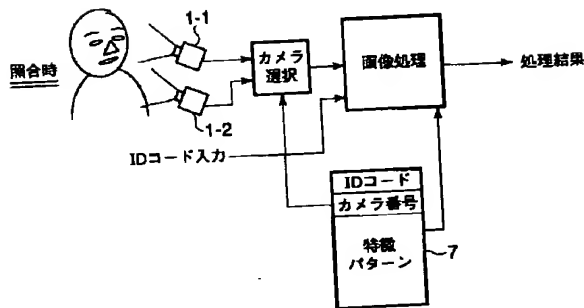 照合時
1-1
1-2
カメラ
選択
画像処理
処理結果
IDコード入力
IDコード
カメラ番号
特徴
パターン
7